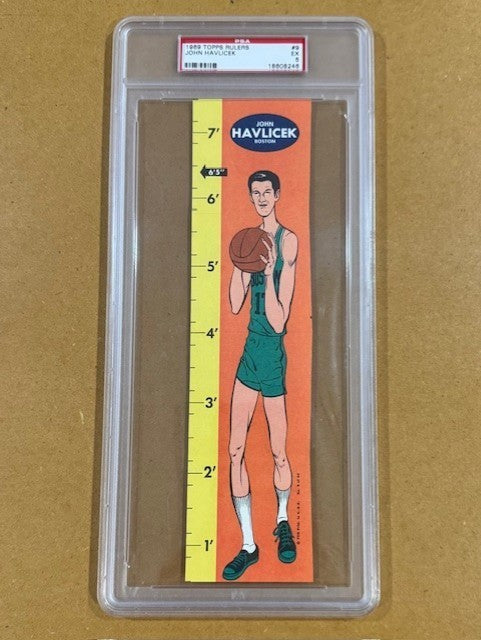 PSA
1969 TOPPS RULERS #9
JOHN HAVLICEK EX
5
18608246
JOHN
HAVLICEK
BOSTON
7'
6'5"
6'
5'
4'
3'
2'
1'